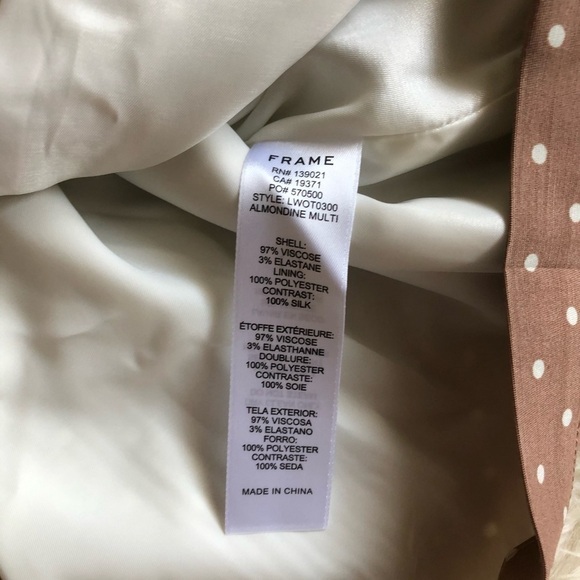 FRAME
RN# 139021
CA# 19371
PO# 570500
STYLE: LWOT0300
ALMONDINE MULTI
SHELL:
97% VISCOSE
3% ELASTANE
LINING:
100% POLYESTER
CONTRAST:
100% SILK
ÉTOFFE EXTÉRIEURE:
97% VISCOSE
3% ELASTHANNE
DOUBLURE:
100% POLYESTER
CONTRASTE:
100% SOIE
TELA EXTERIOR:
97% VISCOSA
3% ELASTANO
FORRO:
100% POLYESTER
CONTRASTE:
100% SEDA
MADE IN CHINA